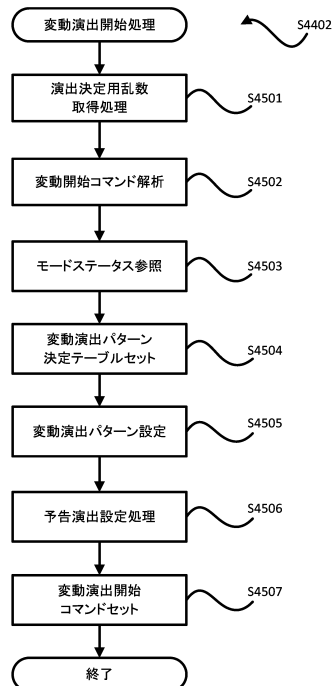 変動演出開始処理
S4402
演出決定用乱数
取得処理
S4501
変動開始コマンド解析
S4502
モードステータス参照
S4503
変動演出パターン
決定テーブルセット
S4504
変動演出パターン設定
S4505
予告演出設定処理
S4506
変動演出開始
コマンドセット
S4507
終了